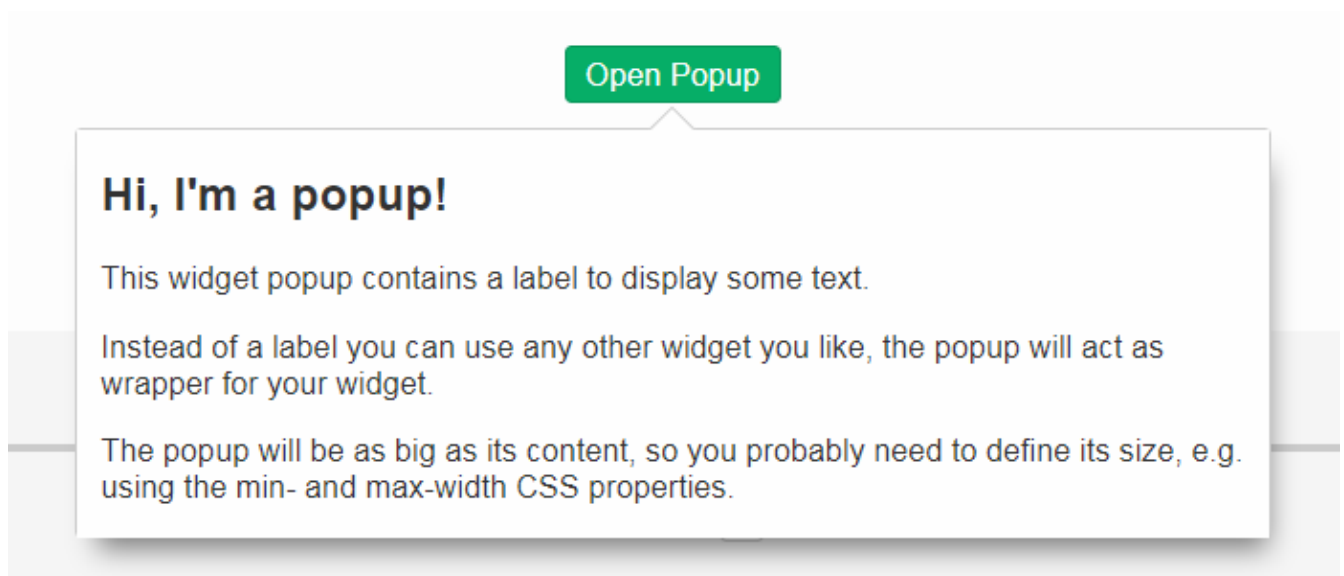 Open Popup
Hi, I'm a popup!
This widget popup contains a label to display some text.
Instead of a label you can use any other widget you like, the popup will act as
wrapper for your widget.
The popup will be as big as its content, so you probably need to define its size, e.g.
using the min- and max-width CSS properties.